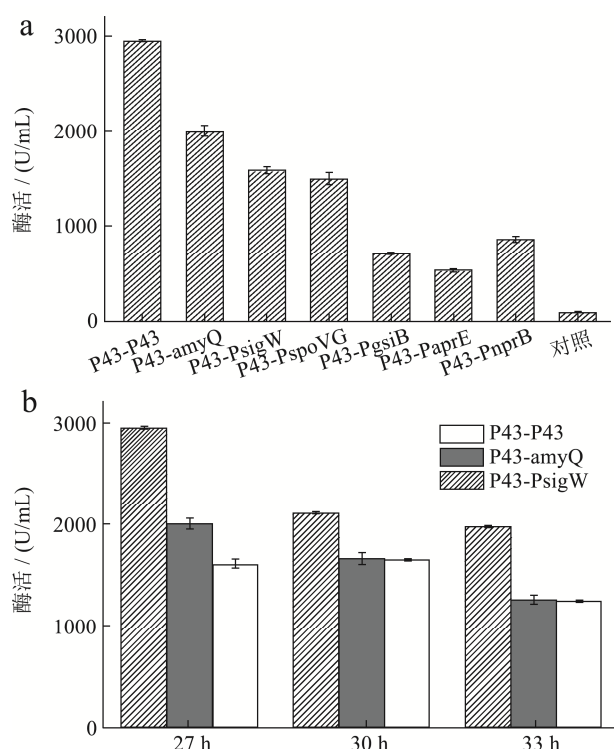 a
3000
2000
1000
0
酶活 / (U/mL)
P43-P43
P43-amyQ
P43-PsigW
P43-PspoVG
P43-PgsiB
P43-PaprE
P43-PnprB
对照
b
3000
2000
1000
0
酶活 / (U/mL)
P43-P43
P43-amyQ
P43-PsigW
27 h
30 h
33 h